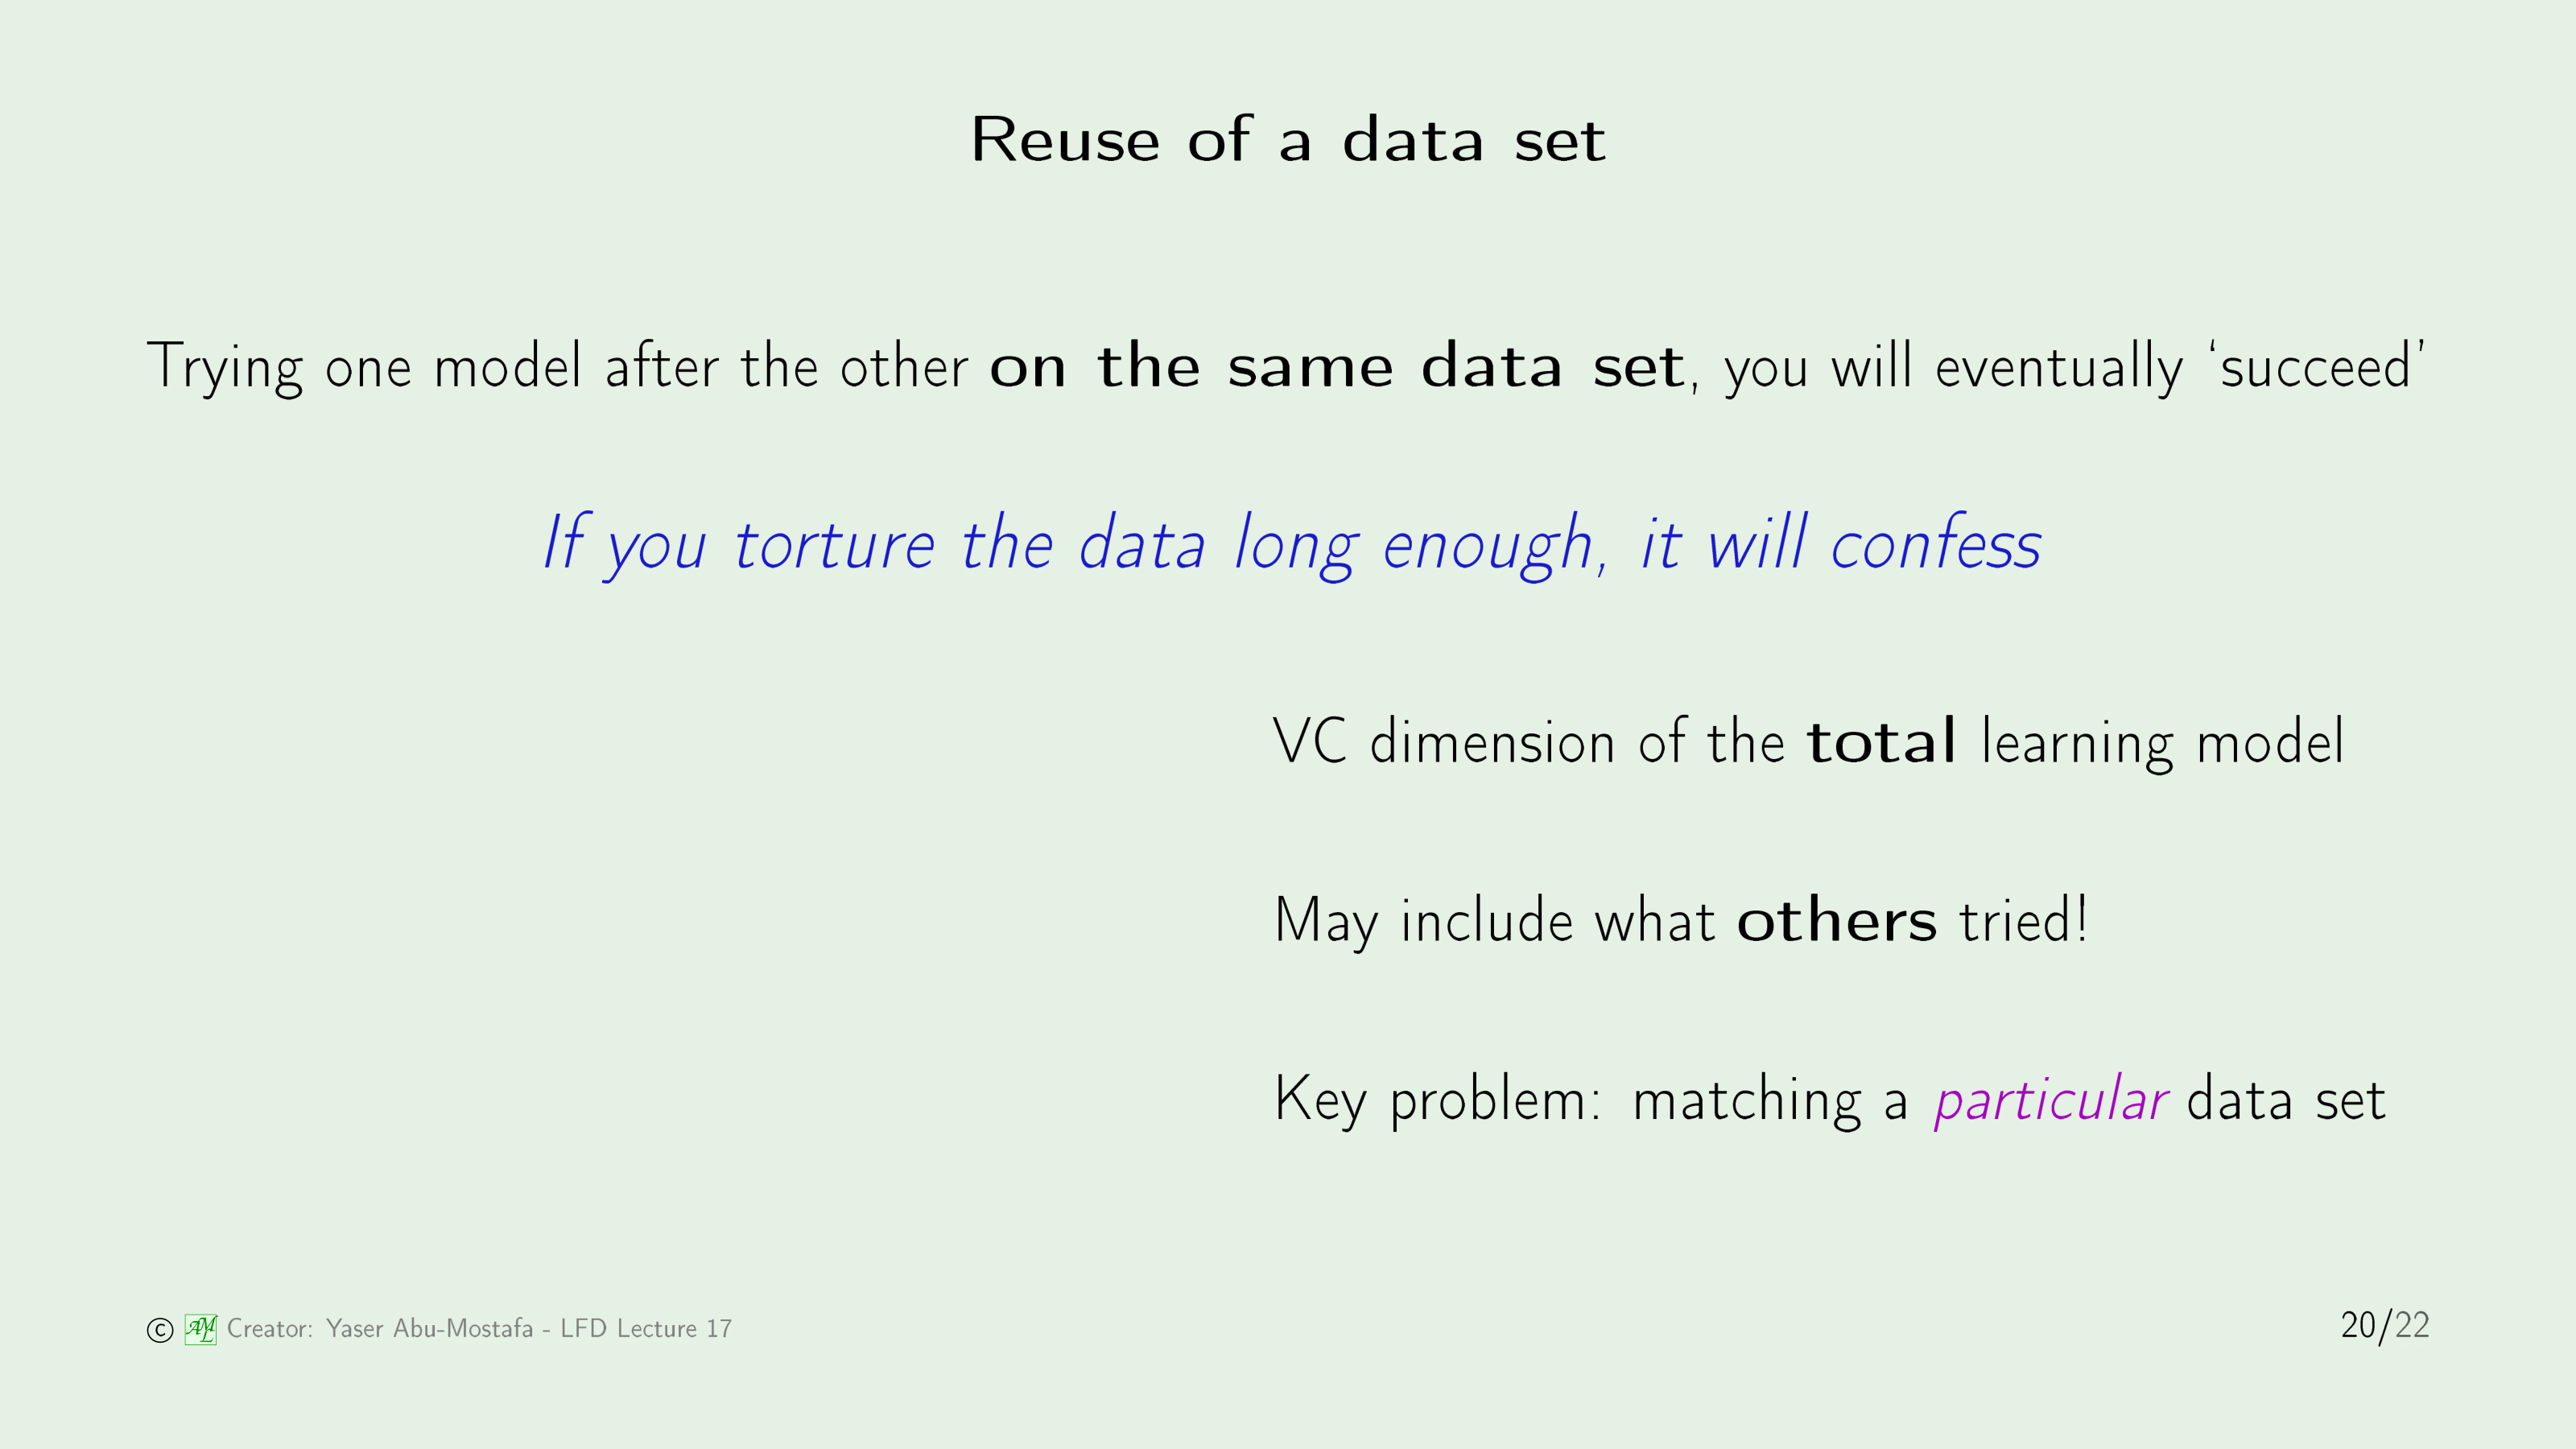 Reuse of a data set
Trying one model after the other on the same data set, you will eventually ‘succeed’
If you torture the data long enough, it will confess
VC dimension of the total learning model
May include what others tried!
Key problem: matching a particular data set
© AML Creator: Yaser Abu-Mostafa - LFD Lecture 17
20/22